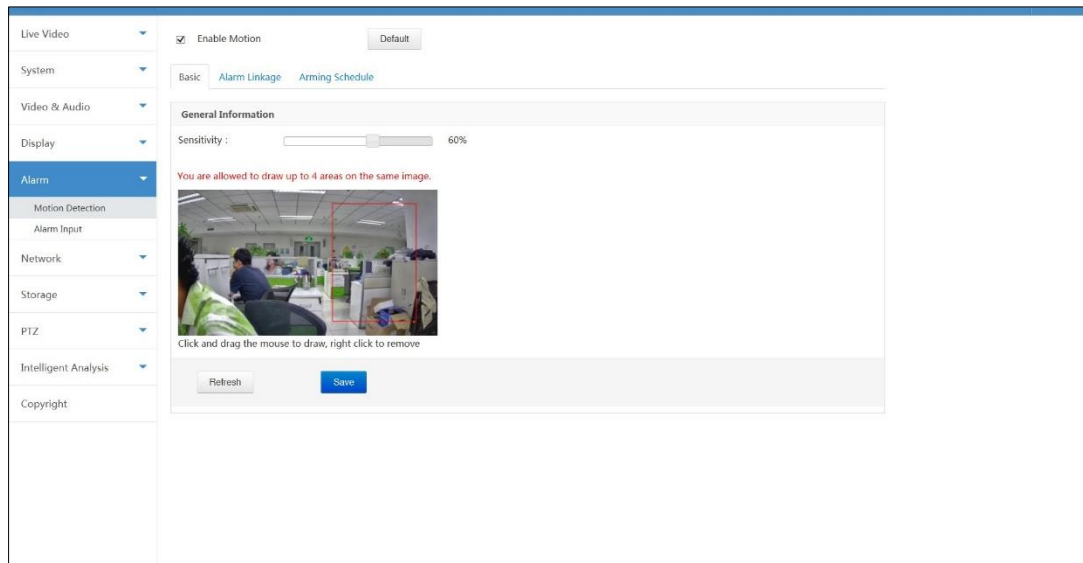 Live Video
System
Video & Audio
Display
Alarm
Motion Detection
Alarm Input
Network
Storage
PTZ
Intelligent Analysis
Copyright
Enable Motion Default
Basic Alarm Linkage Arming Schedule
General Information
Sensitivity : 60%
You are allowed to draw up to 4 areas on the same image.
Click and drag the mouse to draw, right click to remove
Refresh Save